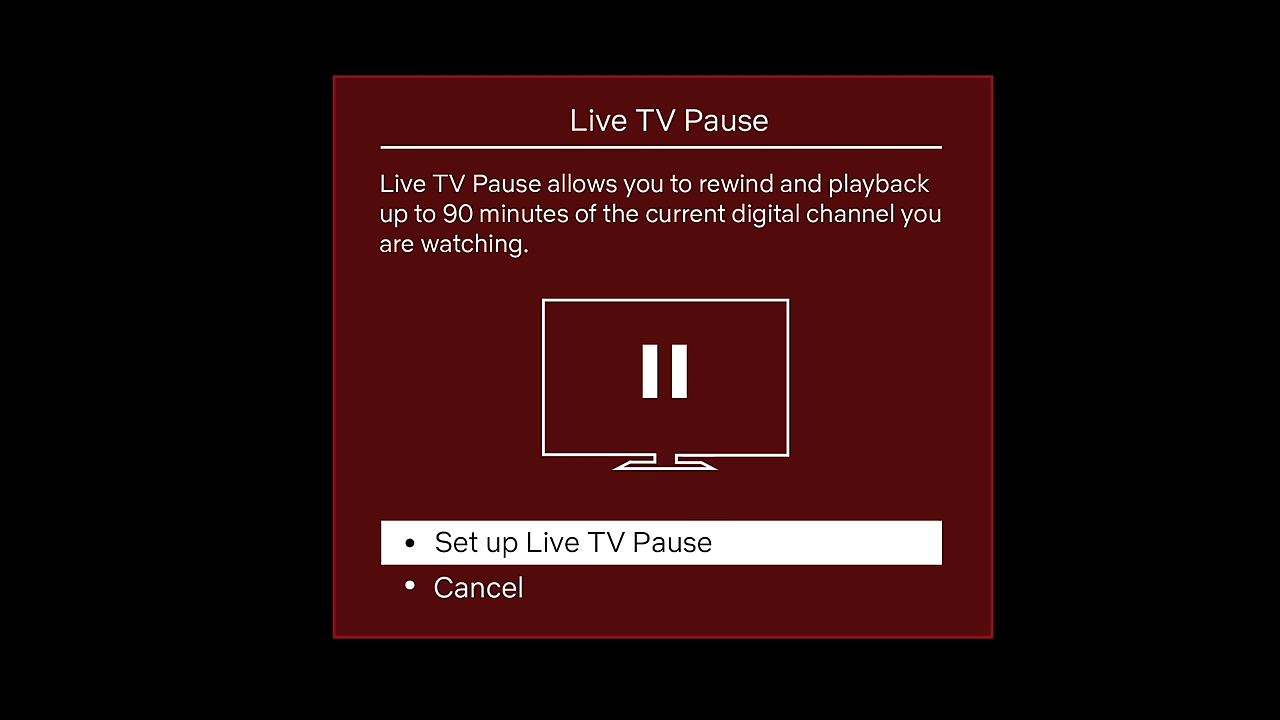 Live TV Pause
Live TV Pause allows you to rewind and playback
up to 90 minutes of the current digital channel you
are watching.
• Set up Live TV Pause
• Cancel